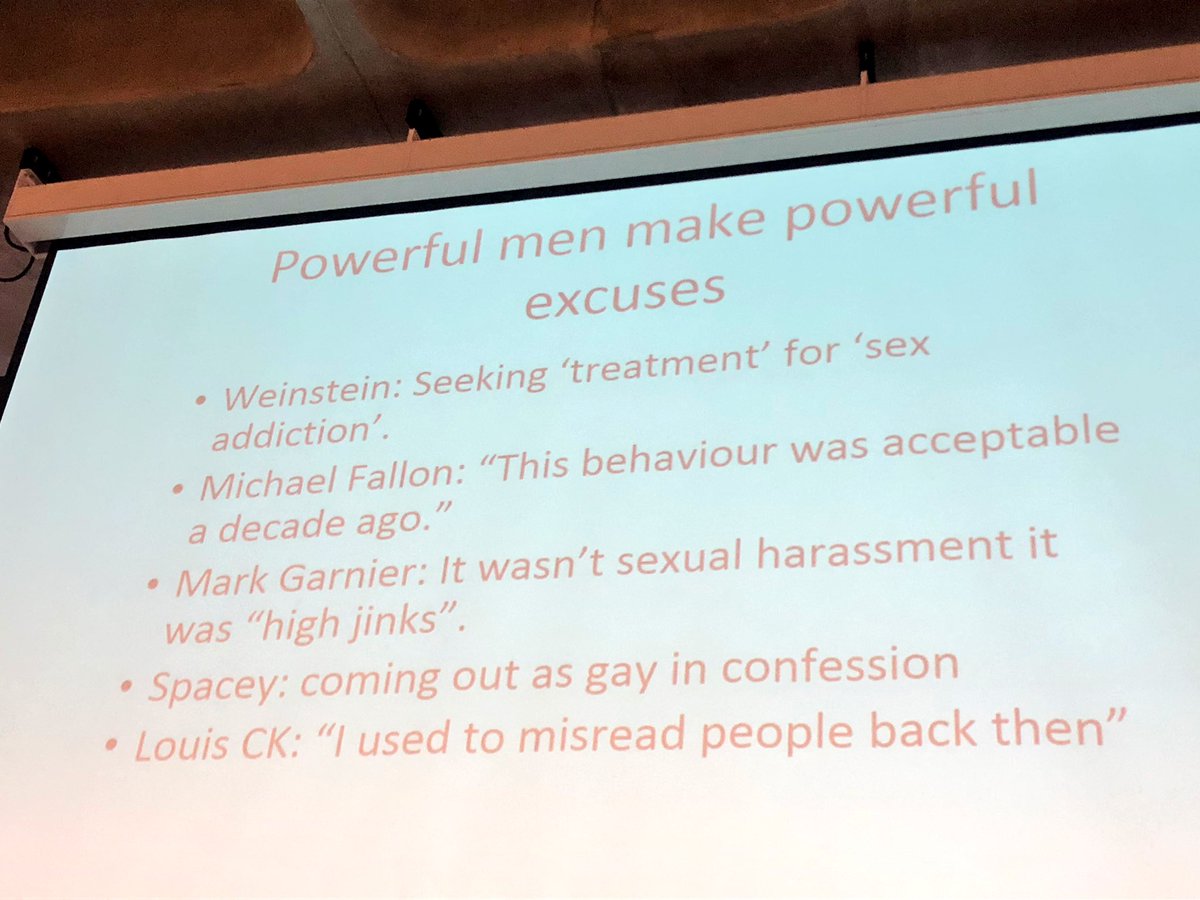 Powerful men make powerful
excuses
• Weinstein: Seeking ‘treatment’ for ‘sex
addiction’.
• Michael Fallon: “This behaviour was acceptable
a decade ago.”
• Mark Garnier: It wasn’t sexual harassment it
was “high jinks”.
• Spacey: coming out as gay in confession
• Louis CK: “I used to misread people back then”